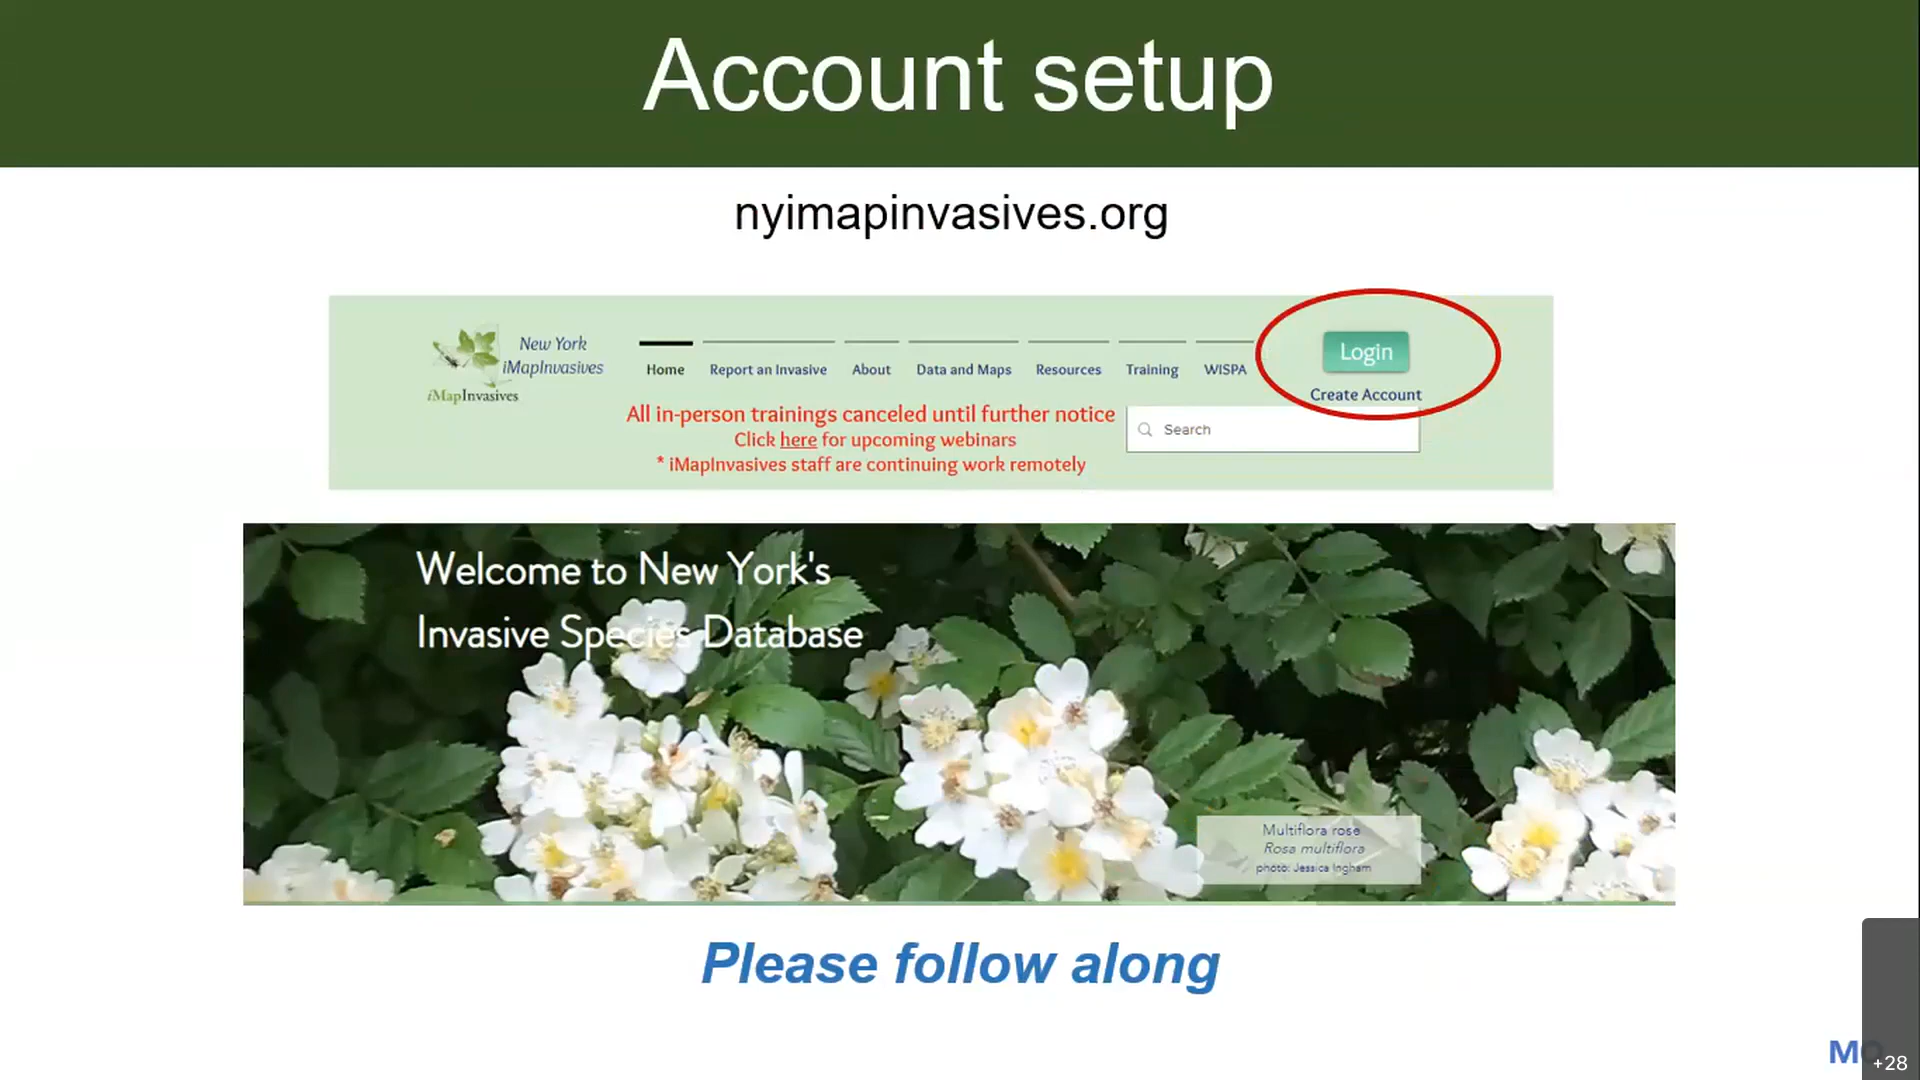 Account setup
nyimapinvasives.org
New York
iMapInvasives
iMapInvasives
Home Report an Invasive About Data and Maps Resources Training WISPA
Login
Create Account
All in-person trainings canceled until further notice
Click here for upcoming webinars
* iMapInvasives staff are continuing work remotely
Search
Welcome to New York's
Invasive Species Database
Multiflora rose
Rosa multiflora
photo: Jessica Ingham
Please follow along
+28